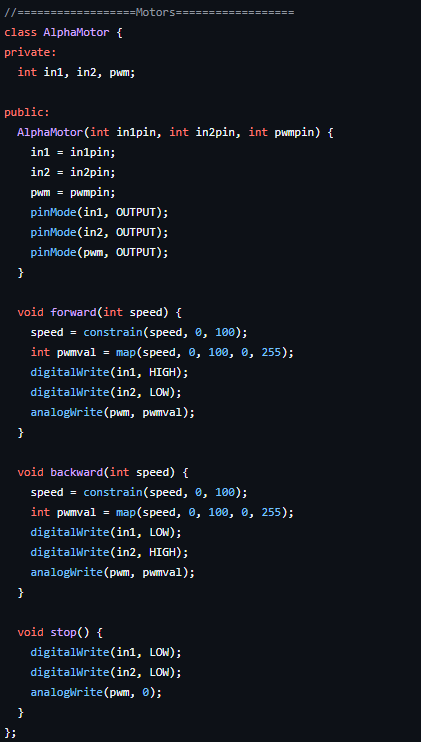 //==================Motors==================
class AlphaMotor {
private:
  int in1, in2, pwm;

public:
  AlphaMotor(int in1pin, int in2pin, int pwmpin) {
    in1 = in1pin;
    in2 = in2pin;
    pwm = pwmpin;
    pinMode(in1, OUTPUT);
    pinMode(in2, OUTPUT);
    pinMode(pwm, OUTPUT);
  }

  void forward(int speed) {
    speed = constrain(speed, 0, 100);
    int pwmval = map(speed, 0, 100, 0, 255);
    digitalWrite(in1, HIGH);
    digitalWrite(in2, LOW);
    analogWrite(pwm, pwmval);
  }

  void backward(int speed) {
    speed = constrain(speed, 0, 100);
    int pwmval = map(speed, 0, 100, 0, 255);
    digitalWrite(in1, LOW);
    digitalWrite(in2, HIGH);
    analogWrite(pwm, pwmval);
  }

  void stop() {
    digitalWrite(in1, LOW);
    digitalWrite(in2, LOW);
    analogWrite(pwm, 0);
  }
};